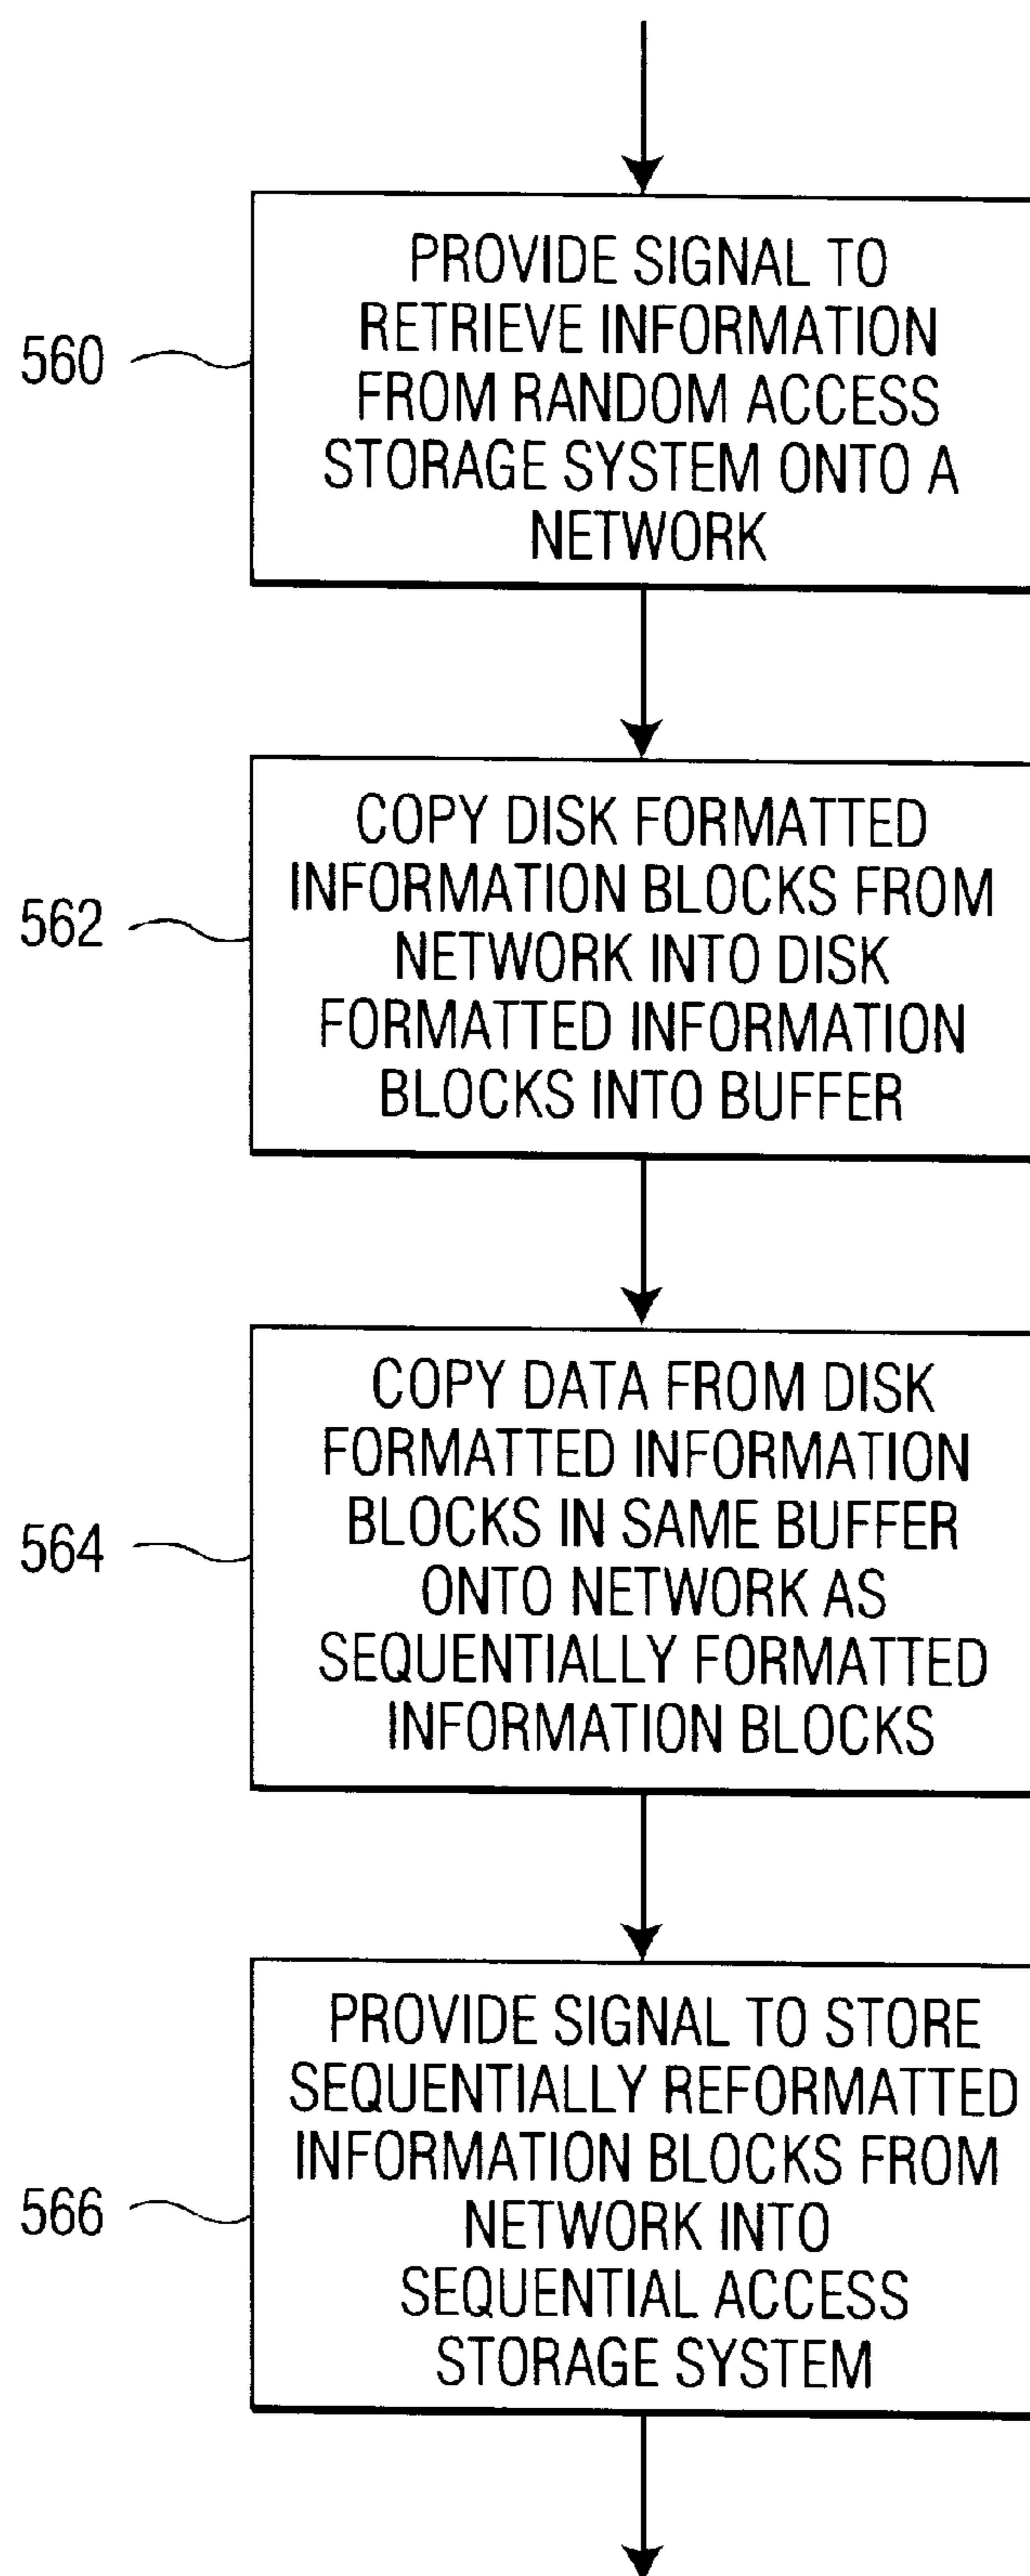 PROVIDE SIGNAL TO
RETRIEVE INFORMATION
FROM RANDOM ACCESS
STORAGE SYSTEM ONTO A
NETWORK
560
COPY DISK FORMATTED
INFORMATION BLOCKS FROM
NETWORK INTO DISK
FORMATTED INFORMATION
BLOCKS INTO BUFFER
562
COPY DATA FROM DISK
FORMATTED INFORMATION
BLOCKS IN SAME BUFFER
ONTO NETWORK AS
SEQUENTIALLY FORMATTED
INFORMATION BLOCKS
564
PROVIDE SIGNAL TO STORE
SEQUENTIALLY REFORMATTED
INFORMATION BLOCKS FROM
NETWORK INTO
SEQUENTIAL ACCESS
STORAGE SYSTEM
566